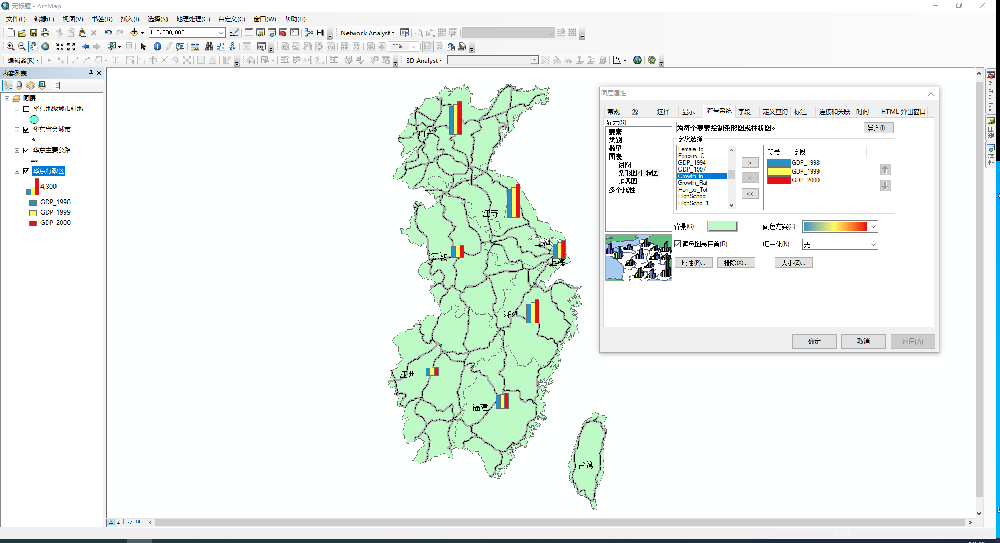 无标题 - ArcMap
文件(F) 编辑(E) 视图(V) 书签(B) 插入(I) 选择(S) 地理处理(G) 自定义(C) 窗口(W) 帮助(H)
1:8,000,000
Network Analyst
100%
编辑器(R)
3D Analyst
内容列表
图层
华东地级城市驻地
华东省会城市
华东主要公路
华东行政区
4,300
GDP_1998
GDP_1999
GDP_2000
山东
江苏
上海
安徽
上海
浙江
江西
福建
台湾
图层属性
常规 源 选择 显示 符号系统 字段 定义查询 标注 连接和关联 时间 HTML 弹出窗口
显示(S):
要素
类别
数量
图表
饼图
条形图/柱状图
堆叠图
多个属性
为每个要素绘制条形图或柱状图。
导入(I)...
字段选择
Female_to_
Forestry_C
GDP_1994
GDP_1997
Growth_in_
Growth_Rat
Han_to_Tot
HighSchool
HighScho_1
>
<
<<
符号 字段
GDP_1998
GDP_1999
GDP_2000
背景(G):
配色方案(C):
避免图表压盖(R)
归一化(N):
无
属性(P)...
排除(X)...
大小(Z)...
确定
取消
应用(A)
ArcToolbox
目录
搜索